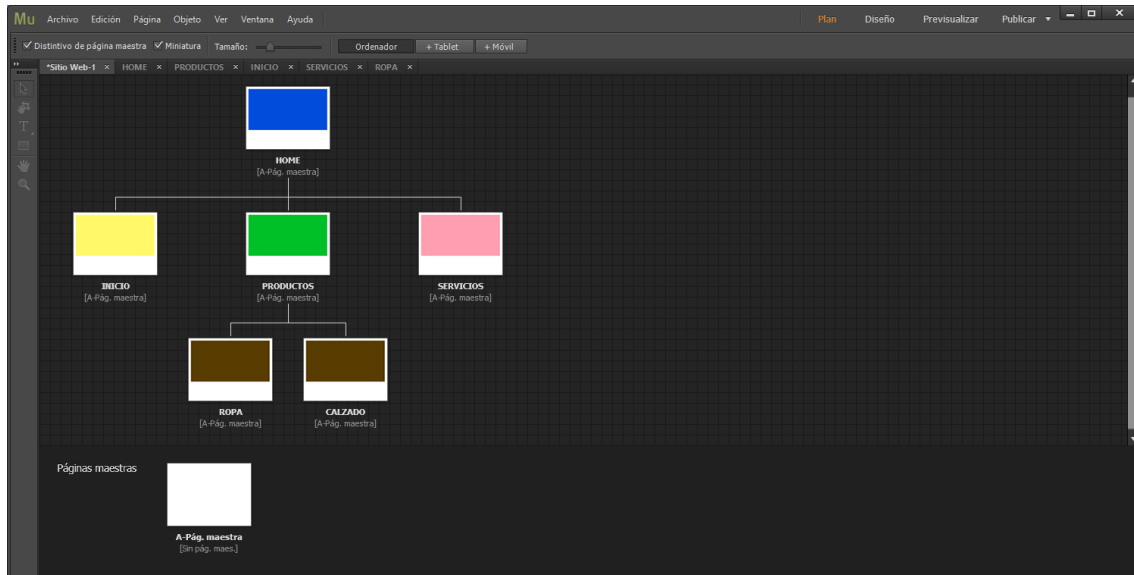 Mu Archivo Edición Página Objeto Ver Ventana Ayuda Plan Diseño Previsualizar Publicar
Distintivo de página maestra Miniatura Tamaño: Ordenador + Tablet + Móvil
*Sitio Web-1 × HOME × PRODUCTOS × INICIO × SERVICIOS × ROPA ×
HOME
[A-Pág. maestra]
INICIO PRODUCTOS SERVICIOS
[A-Pág. maestra] [A-Pág. maestra] [A-Pág. maestra]
ROPA CALZADO
[A-Pág. maestra] [A-Pág. maestra]
Páginas maestras
A-Pág. maestra
[Sin pág. maes.]